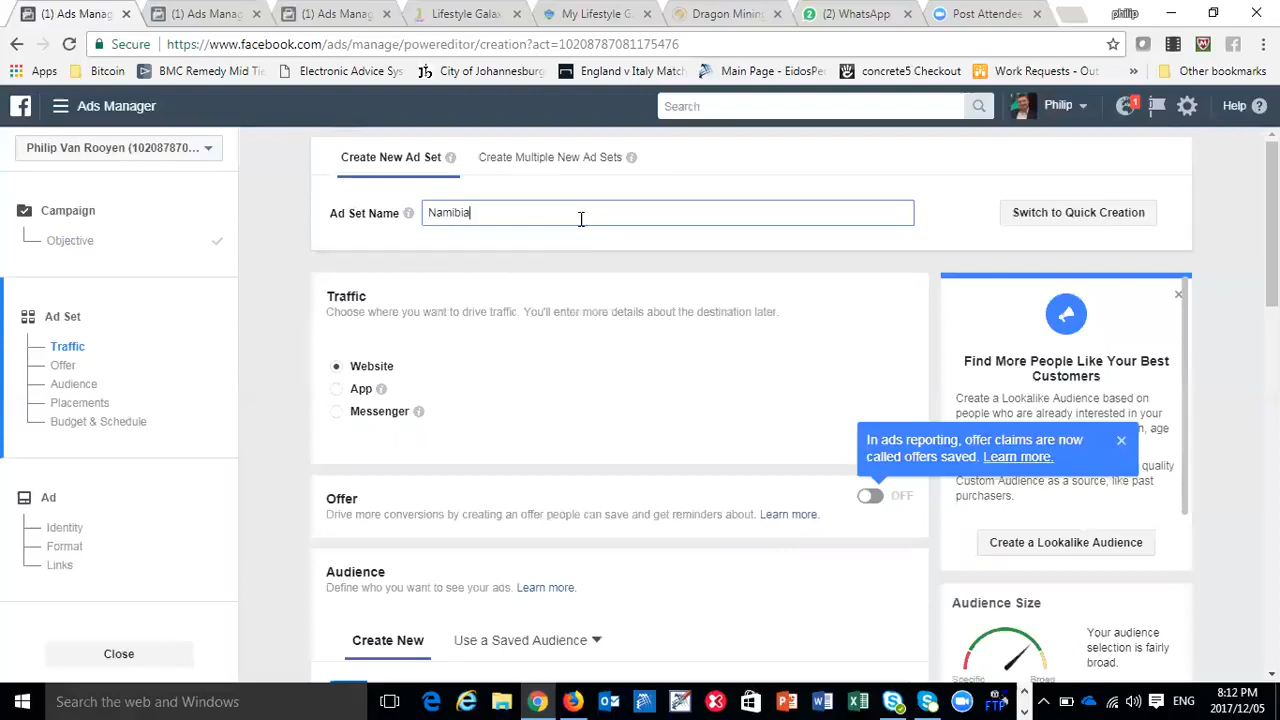 (1) Ads Mana
(1) Ads Manag
(1) Ads Manag
Lifestyle Galax
My Lifestyle Ga
Dragon Mining
(2) WhatsApp
Post Attendee
philip
Secure
https://www.facebook.com/ads/manage/powereditor/creation?act=10208787081175476
Apps
Bitcoin
BMCRemedy Mid Tie
Electronic Advice Sys
City of Johannesburg
England v Italy Match
Main Page - EidosPed
concrete5 Checkout
Work Requests - Out
»
Other bookmarks
Ads Manager
Search
Philip
1
Help
Philip Van Rooyen (102087870...
Create New Ad Set
Create Multiple New Ad Sets
Campaign
Objective
Ad Set Name
Namibia
Switch to Quick Creation
Ad Set
Traffic
Offer
Audience
Placements
Budget & Schedule
Ad
Identity
Format
Links
Close
Traffic
Choose where you want to drive traffic. You'll enter more details about the destination later.
Website
App
Messenger
Offer
OFF
Drive more conversions by creating an offer people can save and get reminders about. Learn more.
Audience
Define who you want to see your ads. Learn more.
Create New
Use a Saved Audience
Find More People Like Your Best
Customers
Create a Lookalike Audience based on
people who are already interested in your
n, age
In ads reporting, offer claims are now
called offers saved. Learn more.
quality
Custom Audience as a source, like past
purchasers.
Create a Lookalike Audience
Audience Size
Your audience
selection is fairly
broad.
Specific
Broad
Search the web and Windows
FTP
ENG
8:12 PM
2017/12/05